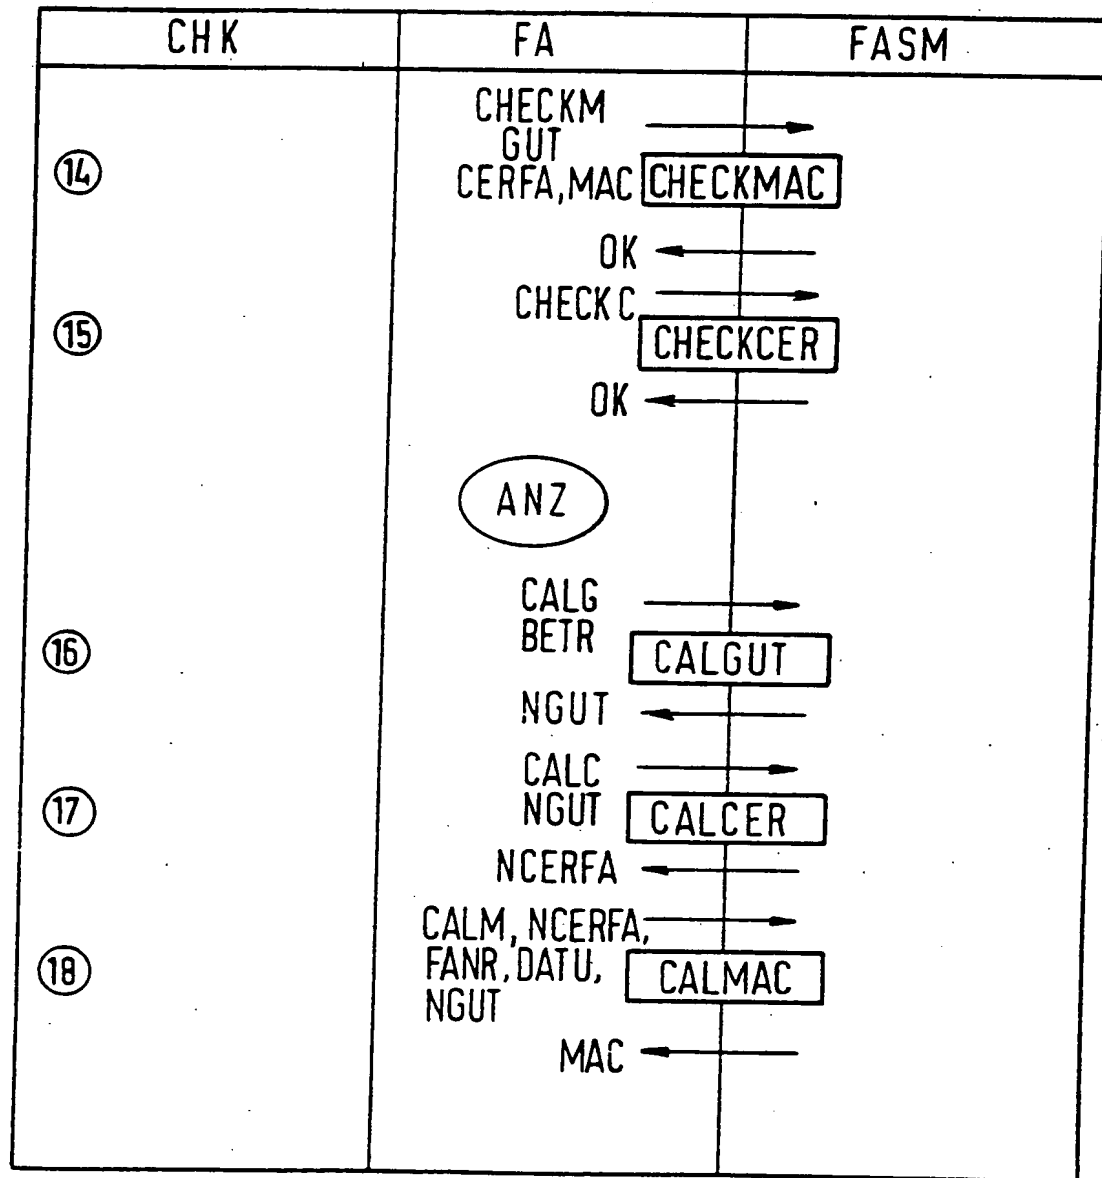 CHK FA FASM
CHECKM
GUT
14 CERFA, MAC CHECKMAC
OK
CHECKC
15 CHECKCER
OK
ANZ
CALG
BETR
16 CALGUT
NGUT
CALC
17 NGUT CALCER
NCERFA
CALM, NCERFA,
18 FANR, DATU, CALMAC
NGUT
MAC